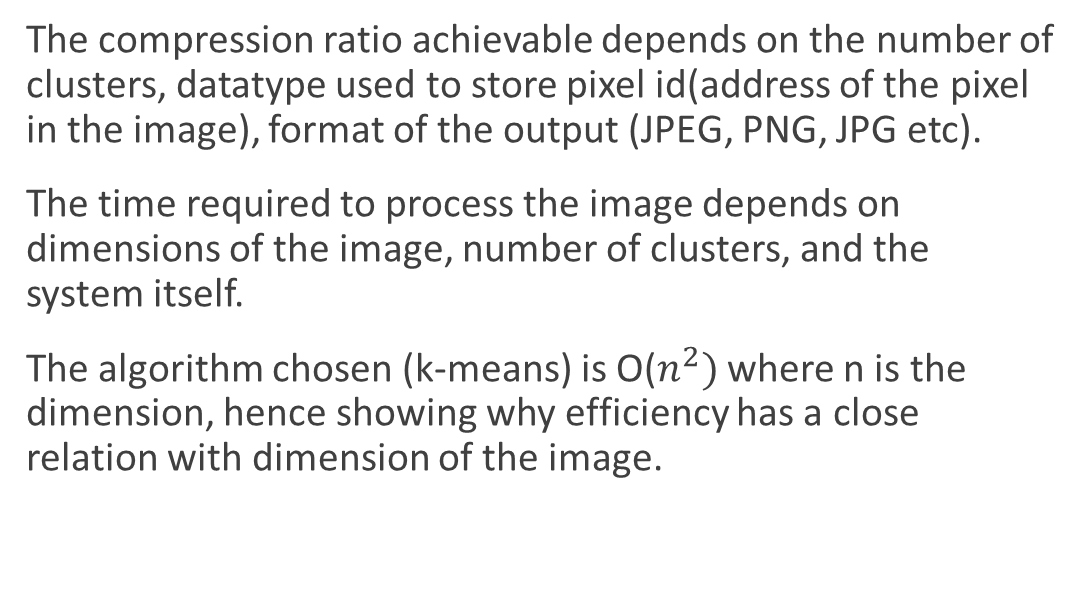 The compression ratio achievable depends on the number of
clusters, datatype used to store pixel id(address of the pixel
in the image), format of the output (JPEG, PNG, JPG etc).
The time required to process the image depends on
dimensions of the image, number of clusters, and the
system itself.
The algorithm chosen (k-means) is O(𝑛²) where n is the
dimension, hence showing why efficiency has a close
relation with dimension of the image.